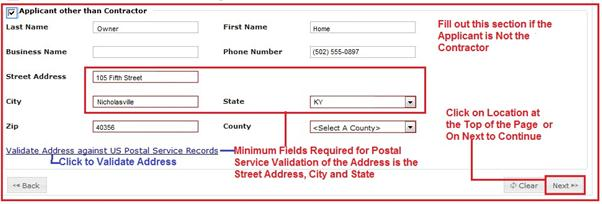 Applicant other than Contractor
Last Name Owner First Name Home
Business Name Phone Number (502) 555-0897
Street Address 105 Fifth Street
City Nicholasville State KY
Zip 40356 County <Select A County>
Validate Address against US Postal Service Records
Click to Validate Address
Minimum Fields Required for Postal
Service Validation of the Address is the
Street Address, City and State
Fill out this section if the
Applicant is Not the
Contractor
Click on Location at
the Top of the Page or
On Next to Continue
Back Clear Next